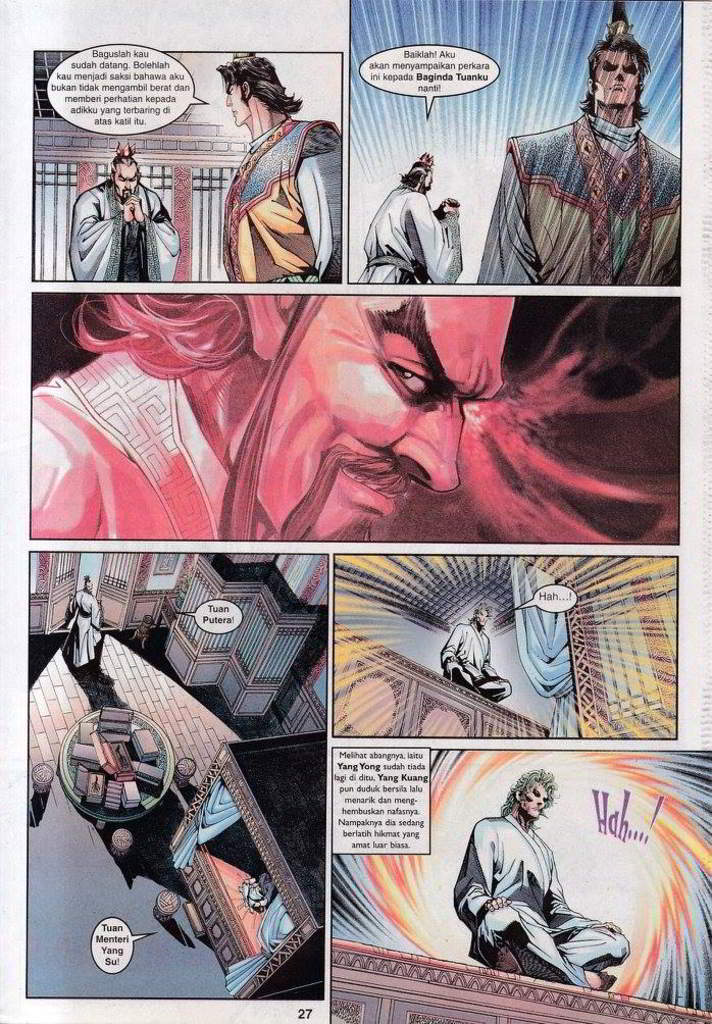 Baguslah kau
sudah datang. Bolehlah
kau menjadi saksi bahawa aku
bukan tidak mengambil berat dan
memberi perhatian kepada
adikku yang terbaring di
atas katil itu.
Baiklah! Aku
akan menyampaikan perkara
ini kepada Baginda Tuanku
nanti!
Tuan
Putera!
Hah...!
Tuan
Menteri
Yang
Su!
Melihat abangnya, iaitu
Yang Yong sudah tiada
lagi di ditu, Yang Kuang
pun duduk bersila lalu
menarik dan meng-
hembuskan nafasnya.
Nampaknya dia sedang
berlatih hikmat yang
amat luar biasa.
Hah....!
27